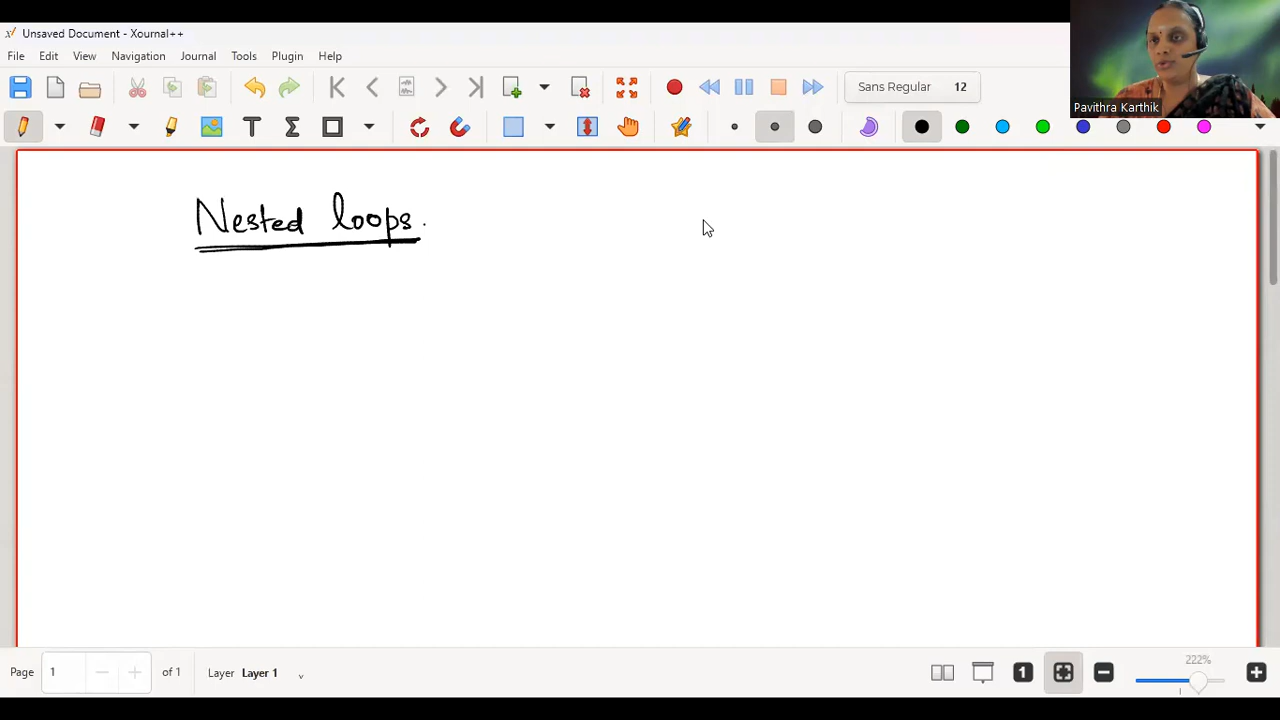 Unsaved Document - Xournal++
File Edit View Navigation Journal Tools Plugin Help
Sans Regular 12
Pavithra Karthik
Nested loops.
Page 1 of 1 Layer Layer 1
1
222%